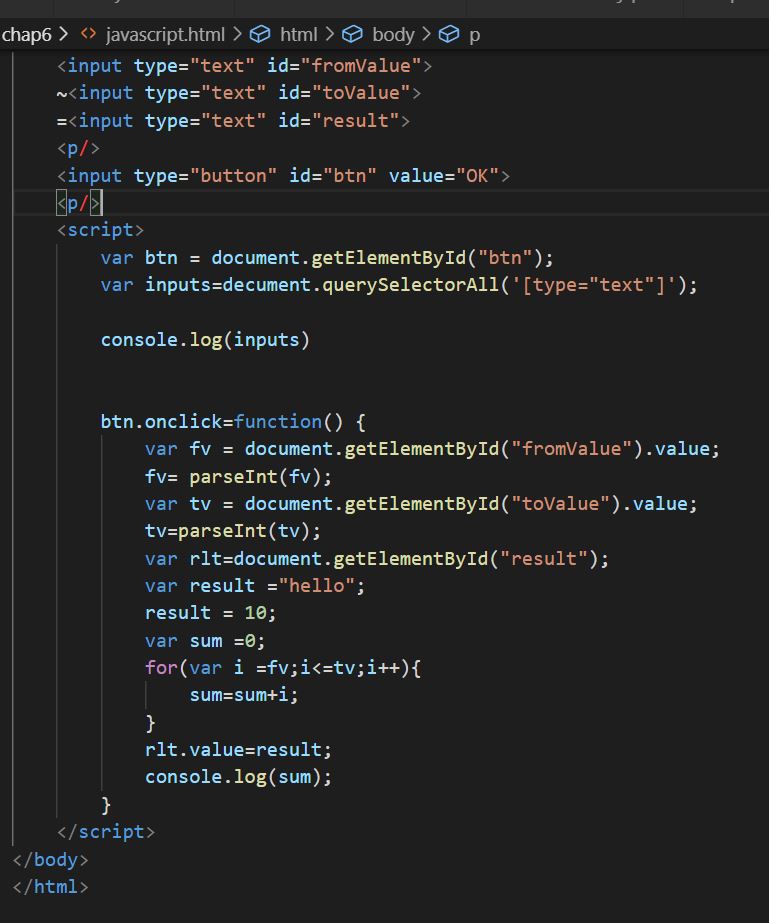 chap6 > <> javascript.html > html > body > p
<input type="text" id="fromValue">
~<input type="text" id="toValue">
=<input type="text" id="result">
<p/>
<input type="button" id="btn" value="OK">
<p/>
<script>
var btn = document.getElementById("btn");
var inputs=decument.querySelectorAll('[type="text"]');
console.log(inputs)
btn.onclick=function() {
var fv = document.getElementById("fromValue").value;
fv= parseInt(fv);
var tv = document.getElementById("toValue").value;
tv=parseInt(tv);
var rlt=document.getElementById("result");
var result ="hello";
result = 10;
var sum =0;
for(var i =fv;i<=tv;i++){
sum=sum+i;
}
rlt.value=result;
console.log(sum);
}
</script>
</body>
</html>